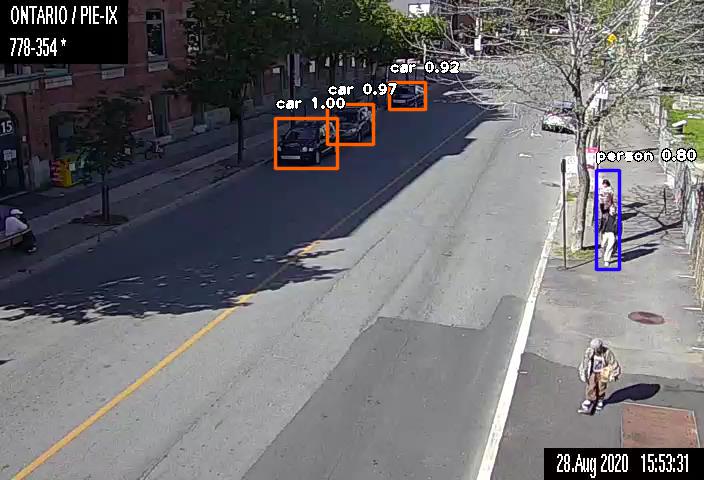 ONTARIO / PIE-IX
778-354 *
car 0.92
car 0.97
car 1.00
15
person 0.80
28.Aug 2020 15:53:31